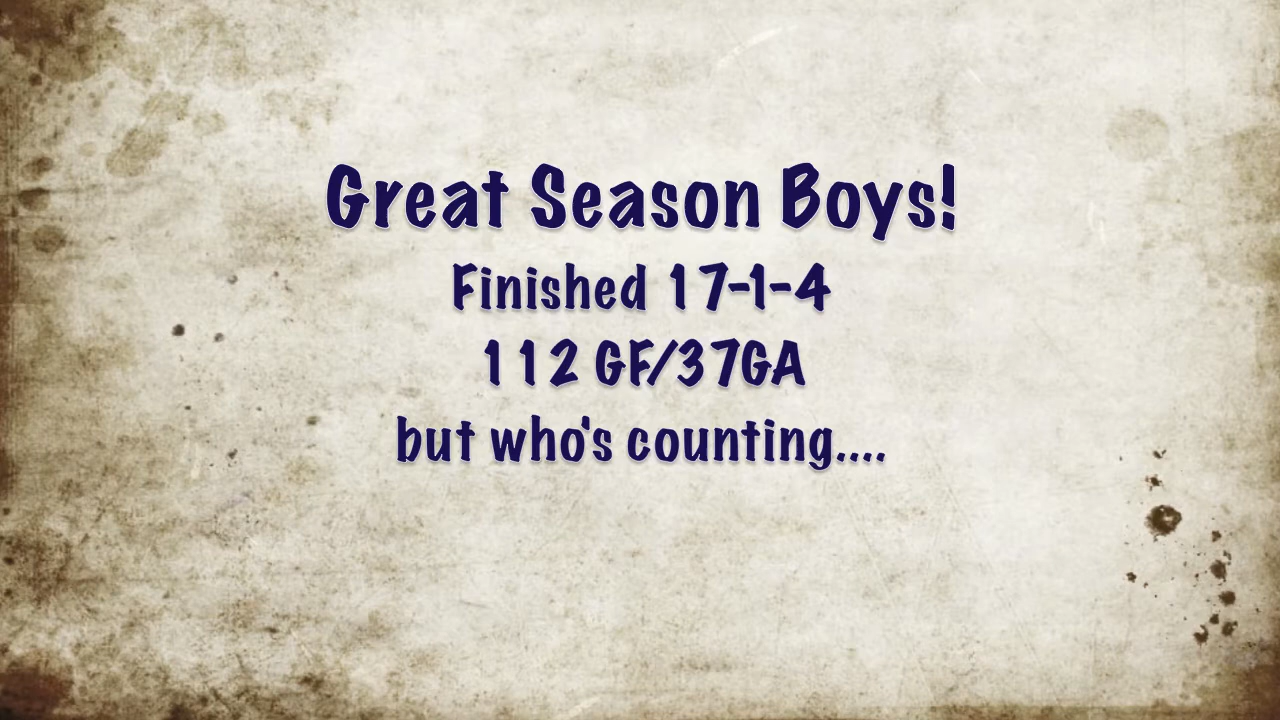 Great Season Boys!
Finished 17-1-4
112 GF/37GA
but who's counting....